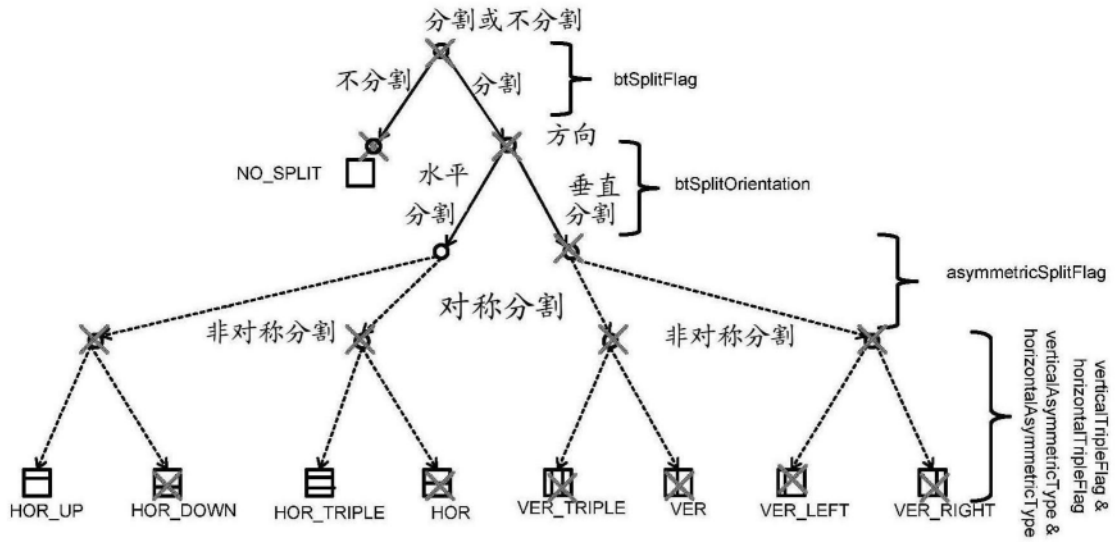 分割或不分割
不分割
分割
btSplitFlag
方向
NO_SPLIT
水平
分割
垂直
分割
btSplitOrientation
asymmetricSplitFlag
对称分割
非对称分割
非对称分割
verticalTripleFlag &
horizontalTripleFlag
verticalAsymmetricType &
horizontalAsymmetricType
HOR_UP
HOR_DOWN
HOR_TRIPLE
HOR
VER_TRIPLE
VER
VER_LEFT
VER_RIGHT